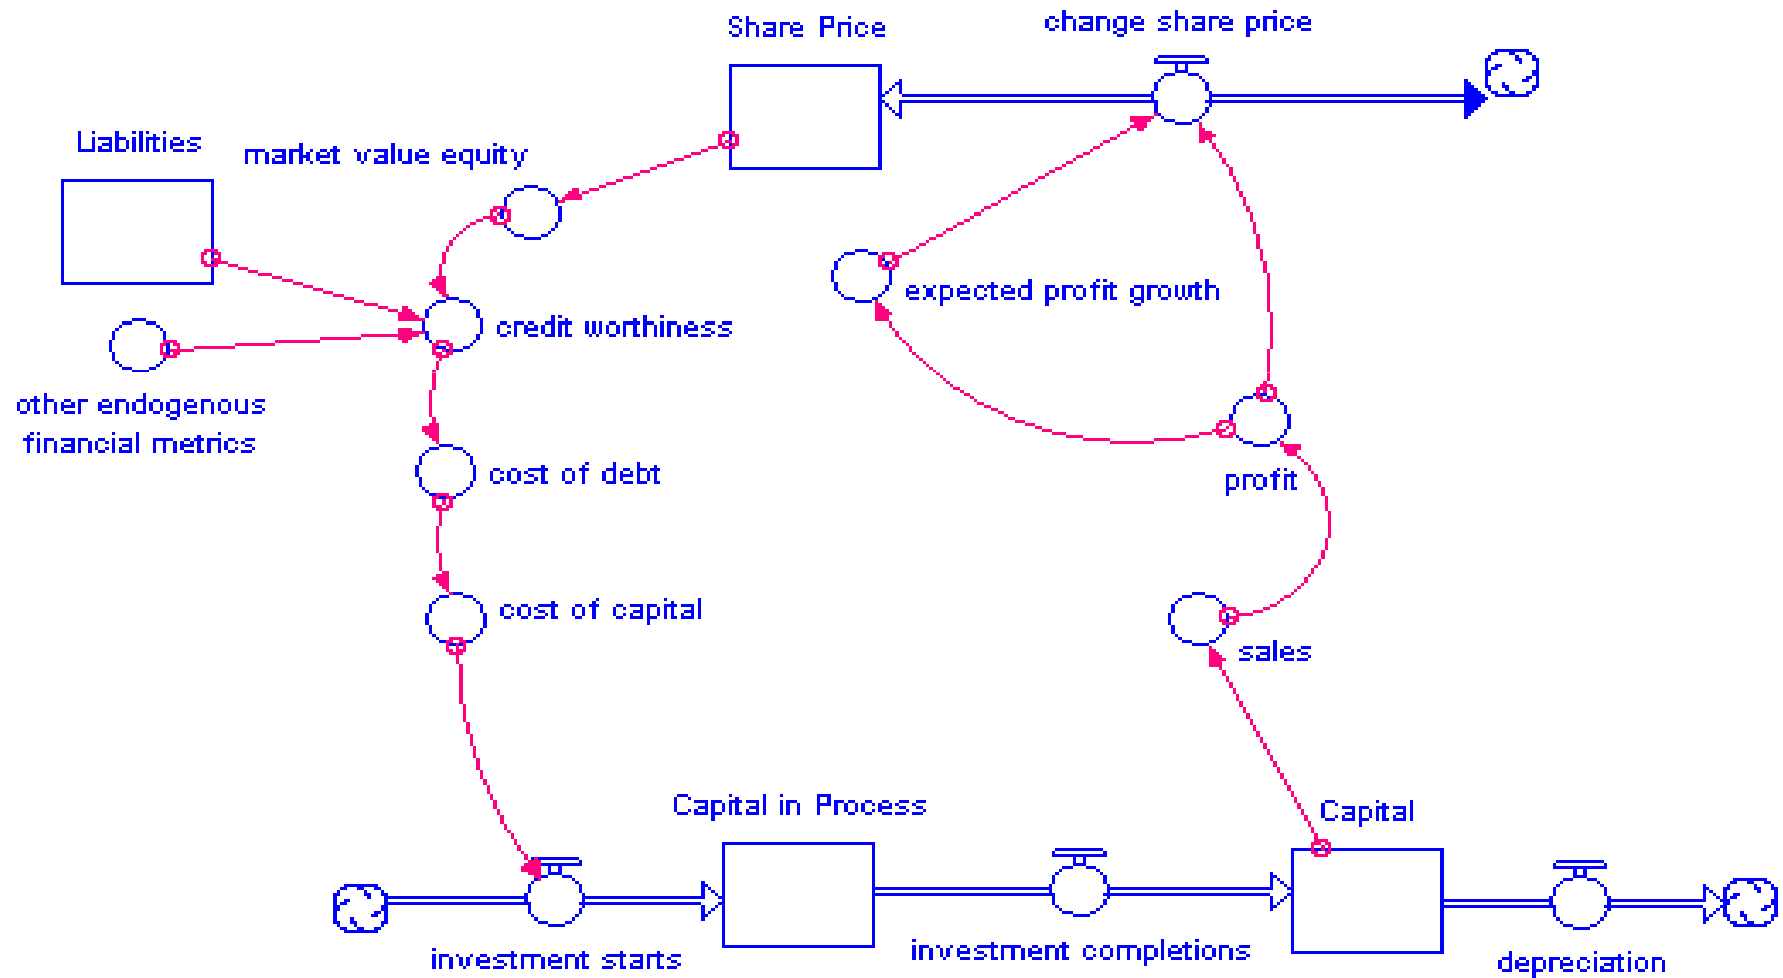 Share Price
change share price
Liabilities
market value equity
expected profit growth
credit worthiness
other endogenous
financial metrics
cost of debt
profit
cost of capital
sales
Capital in Process
Capital
investment starts
investment completions
depreciation